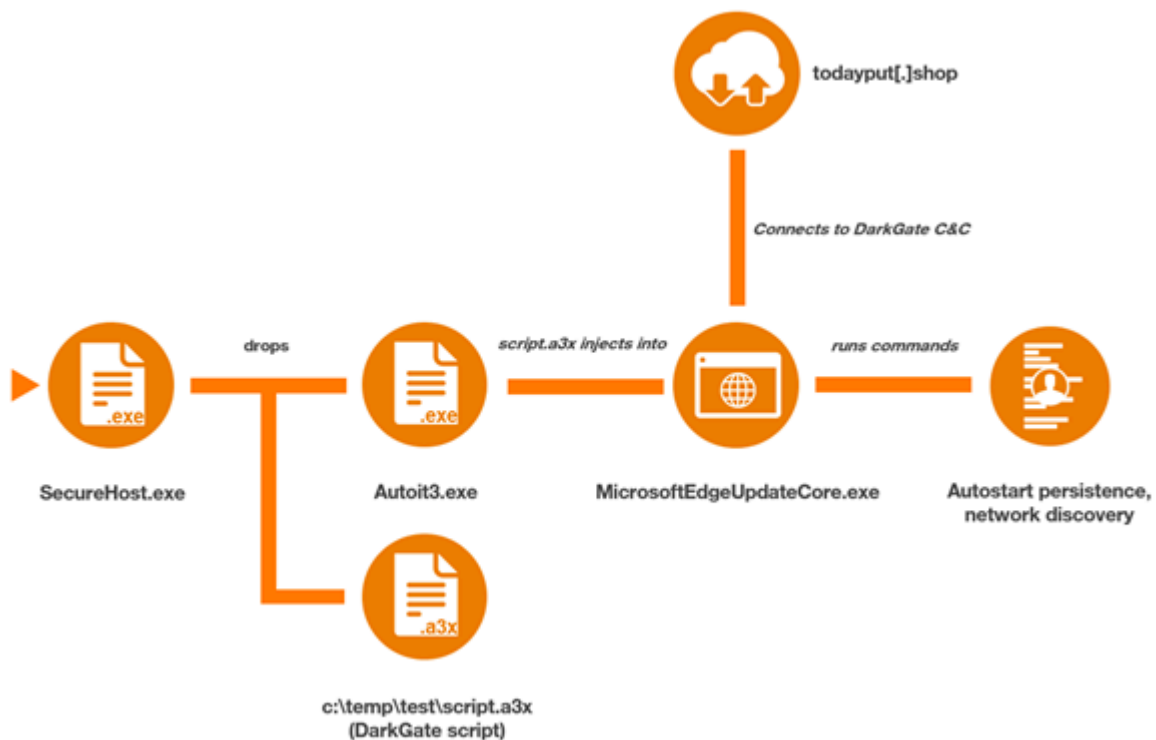 todayput[.]shop
Connects to DarkGate C&C
drops
script.a3x injects into
runs commands
.exe
.exe
SecureHost.exe
Autoit3.exe
MicrosoftEdgeUpdateCore.exe
Autostart persistence,
network discovery
.a3x
c:\temp\test\script.a3x
(DarkGate script)